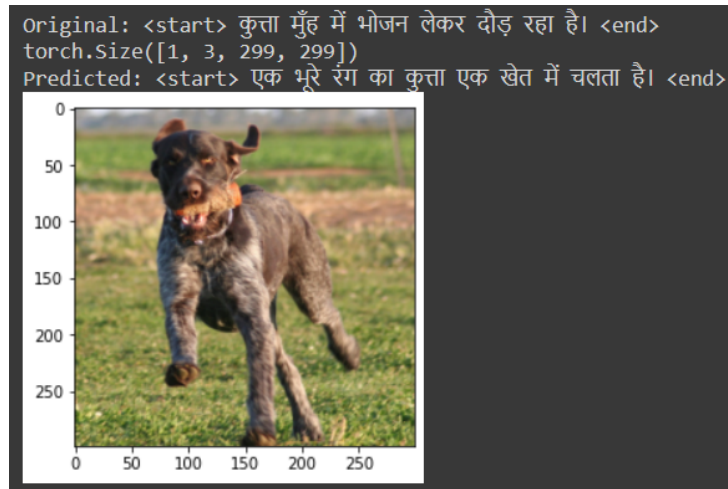 Original: <start> कुत्ता मुँह में भोजन लेकर दौड़ रहा है। <end>
torch.Size([1, 3, 299, 299])
Predicted: <start> एक भूरे रंग का कुत्ता एक खेत में चलता है। <end>
0
50
100
150
200
250
0 50 100 150 200 250